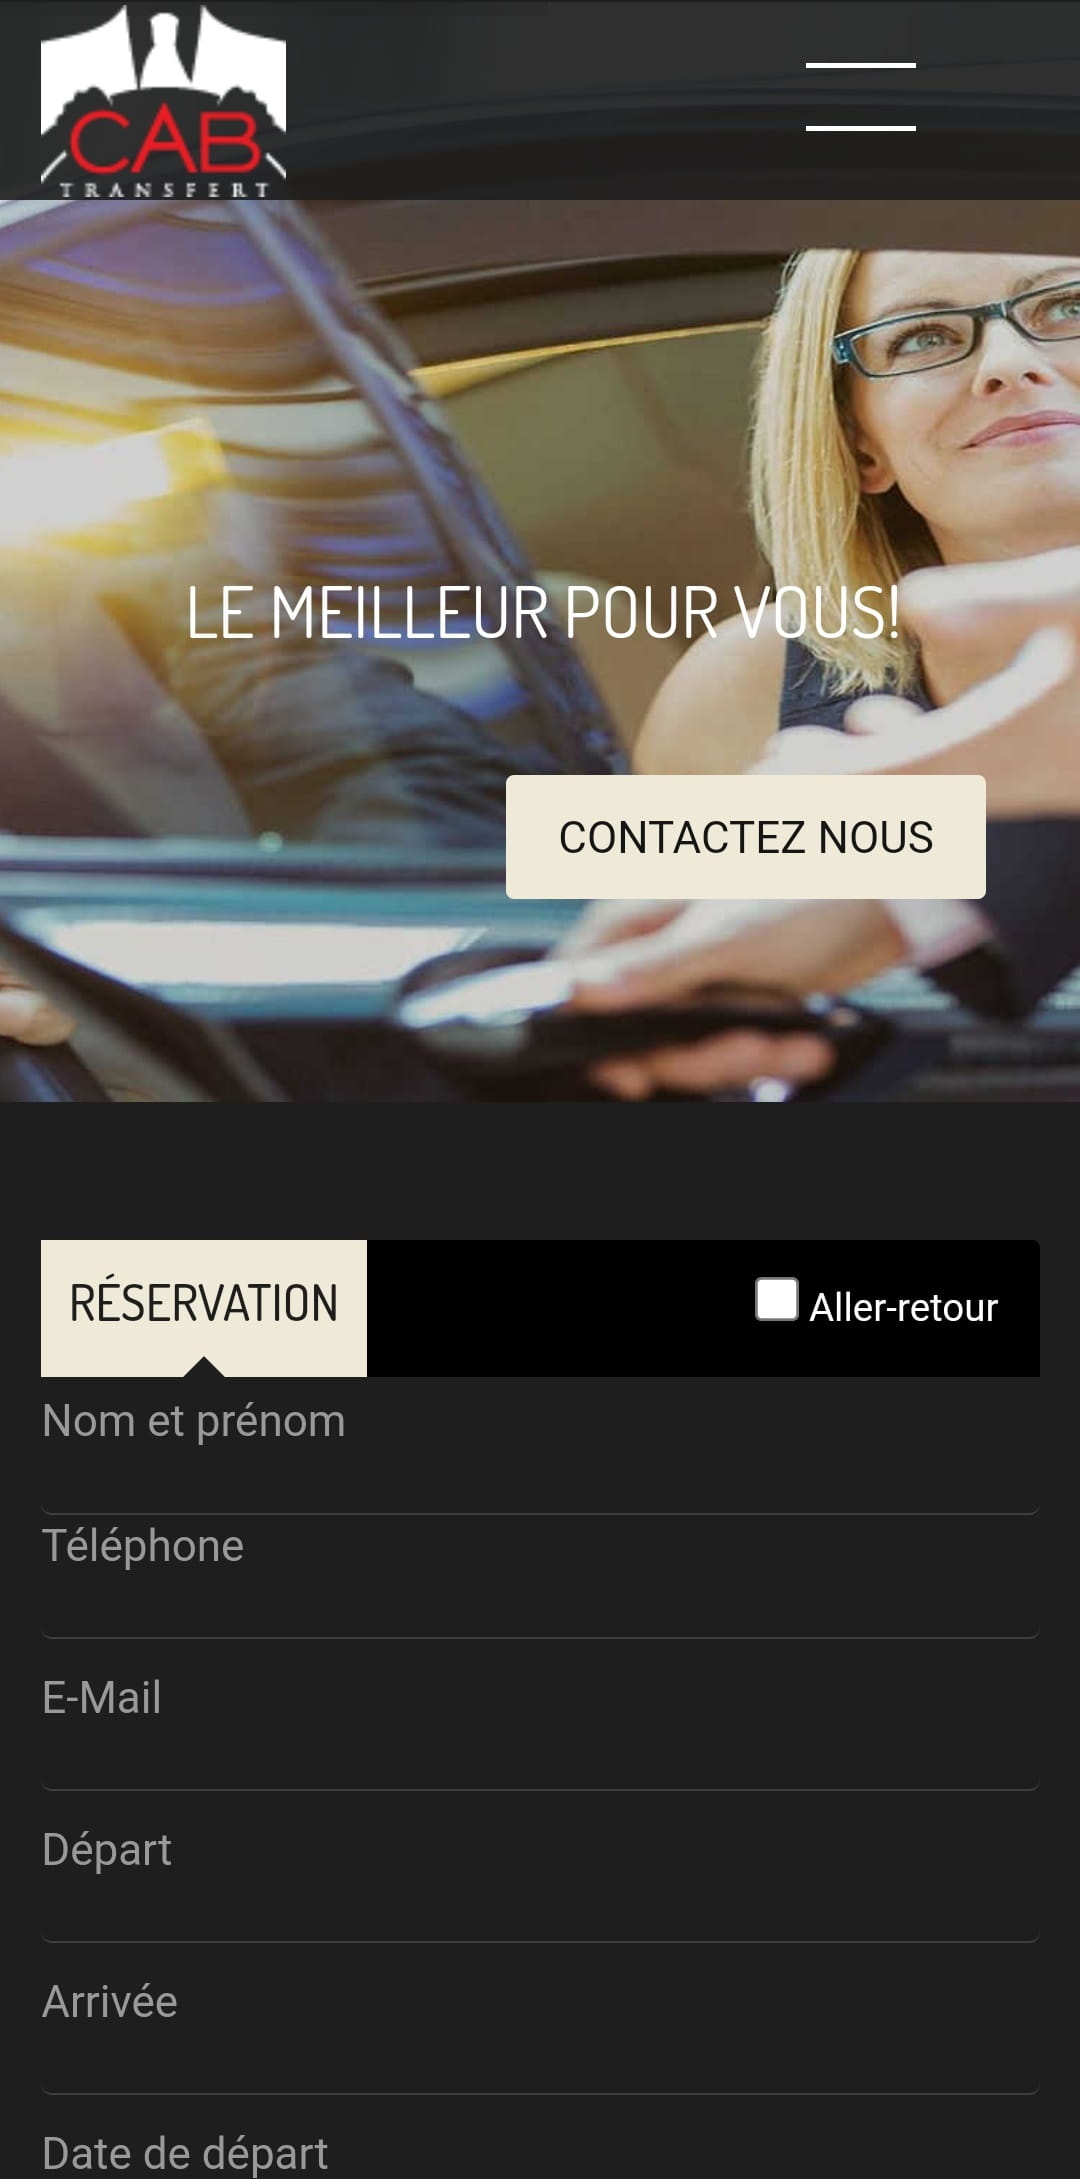 CAB
TRANSFERT
LE MEILLEUR POUR VOUS!
CONTACTEZ NOUS
RÉSERVATION
Aller-retour
Nom et prénom
Téléphone
E-Mail
Départ
Arrivée
Date de départ